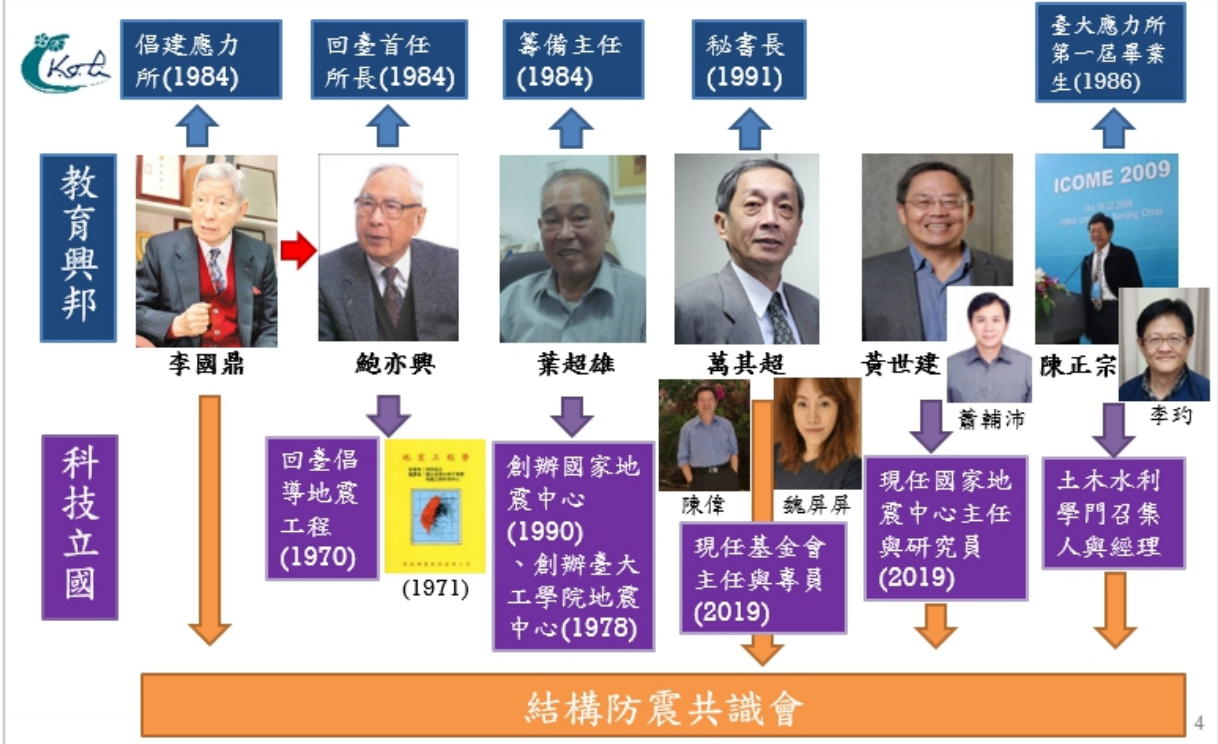 K.T.Li
倡建應力
所(1984)
回臺首任
所長(1984)
籌備主任
(1984)
秘書長
(1991)
臺大應力所
第一屆畢業
生(1986)
教育興邦
ICOME 2009
李國鼎
鮑亦興
葉超雄
萬其超
黃世建
蕭輔沛
陳正宗
李玓
科技立國
回臺倡
導地震
工程
(1970)
地震工程學
(1971)
創辦國家地
震中心
(1990)
、創辦臺大
工學院地震
中心(1978)
陳偉
魏屏屏
現任基金會
主任與專員
(2019)
現任國家地
震中心主任
與研究員
(2019)
土木水利
學門召集
人與經理
結構防震共識會
4